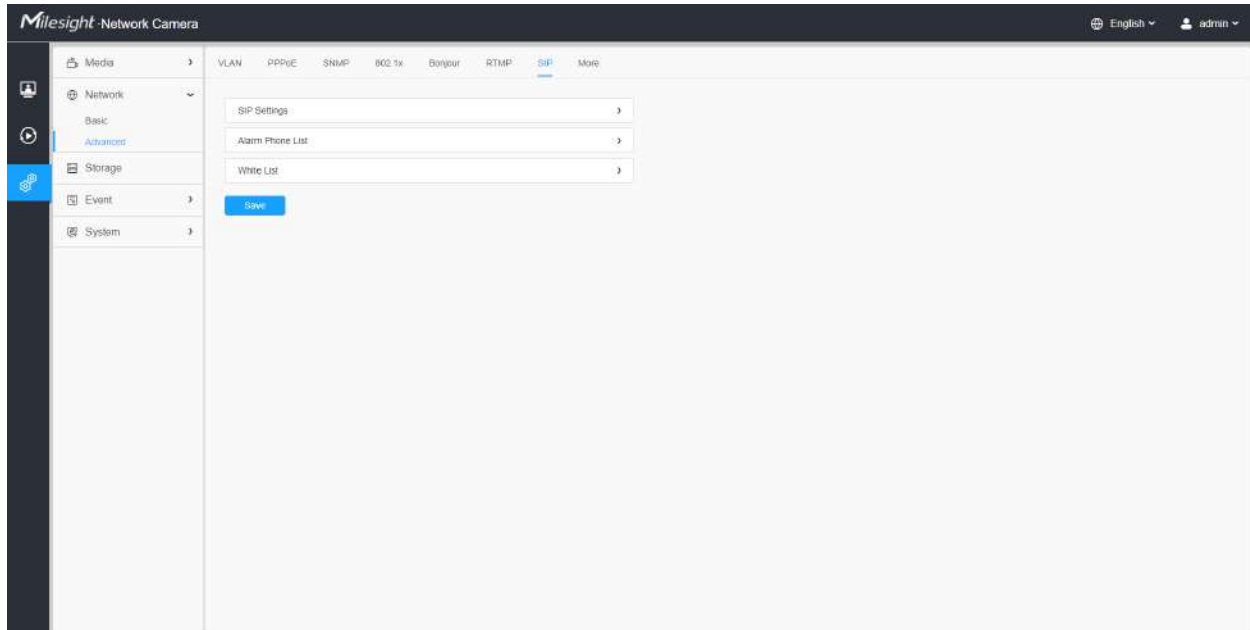 Milesight · Network Camera
English
admin
Media
VLAN PPPoE SNMP 802.1x Bonjour RTMP SIP More
Network
Basic
Advanced
Storage
Event
System
SIP Settings
Alarm Phone List
White List
Save